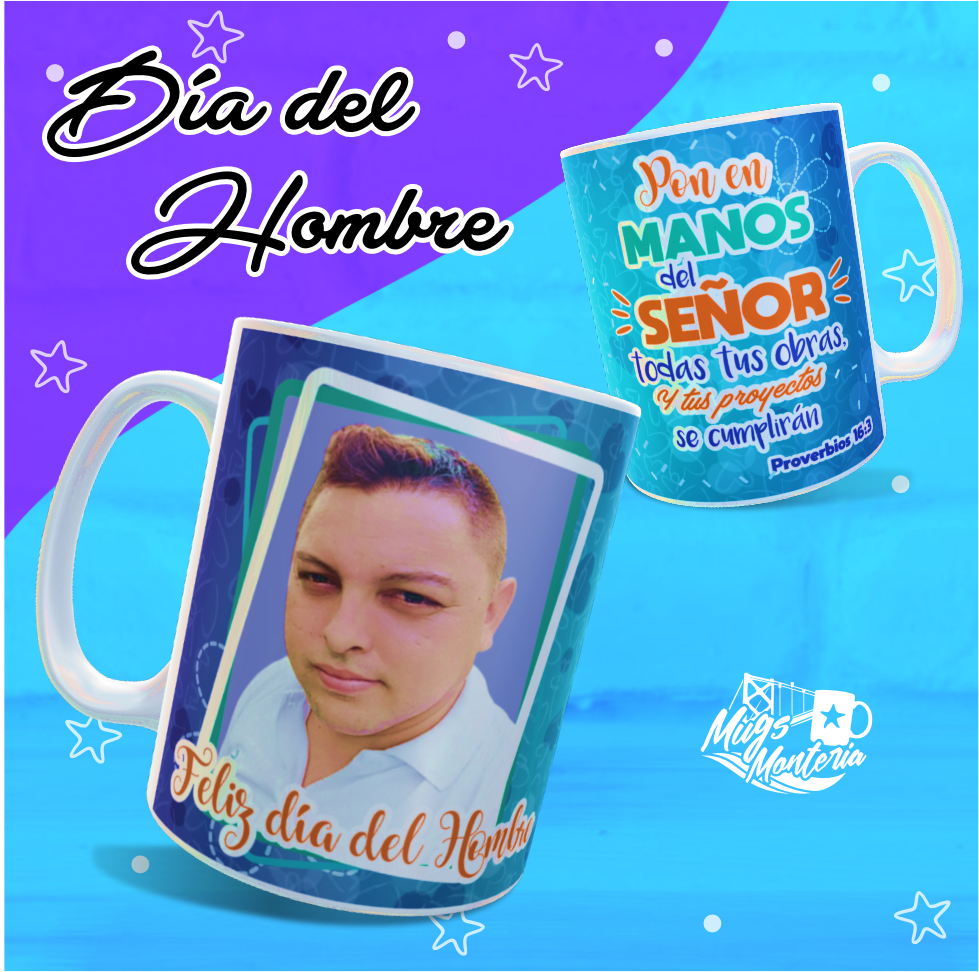 Día del
Hombre
Pon en
MANOS
del
SEÑOR
todas tus obras,
y tus proyectos
se cumplirán
Proverbios 16:3
Feliz día del Hombre
Mugs
Montería